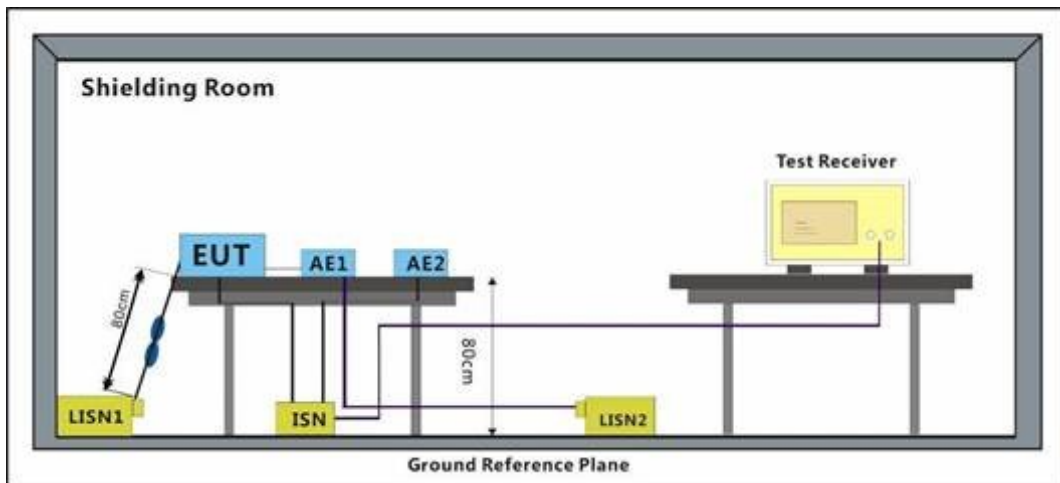 Shielding Room
Test Receiver
EUT
AE1
AE2
80cm
80cm
LISN1
ISN
LISN2
Ground Reference Plane